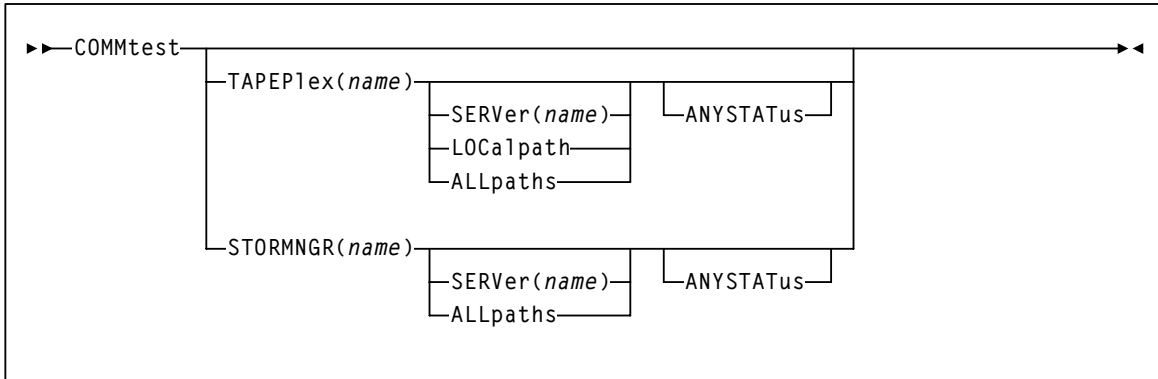 COMMtest
TAPEPlex(name)
SERVer(name)
ANYSTATus
LOCalpath
ALLpaths
STORMNGR(name)
SERVer(name)
ANYSTATus
ALLpaths